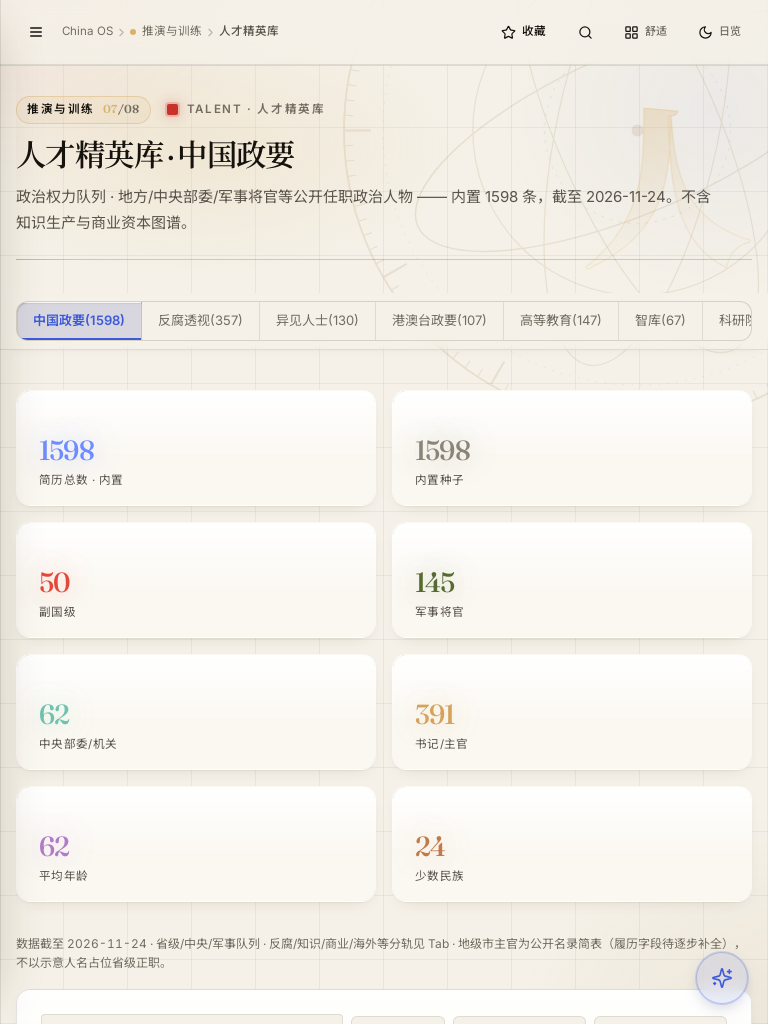 China OS › 推演与训练 › 人才精英库 收藏 舒适 日览
推演与训练 07/08 TALENT · 人才精英库
人才精英库·中国政要
政治权力队列 · 地方/中央部委/军事将官等公开任职政治人物 —— 内置 1598 条，截至 2026-11-24。不含
知识生产与商业资本图谱。
中国政要(1598) 反腐透视(357) 异见人士(130) 港澳台政要(107) 高等教育(147) 智库(67) 科研院
1598 1598
简历总数 · 内置 内置种子
50 145
副国级 军事将官
62 391
中央部委/机关 书记/主官
62 24
平均年龄 少数民族
数据截至 2026-11-24 · 省级/中央/军事队列 · 反腐/知识/商业/海外等分轨见 Tab · 地级市主官为公开名录简表（履历字段待逐步补全），
不以示意人名占位省级正职。